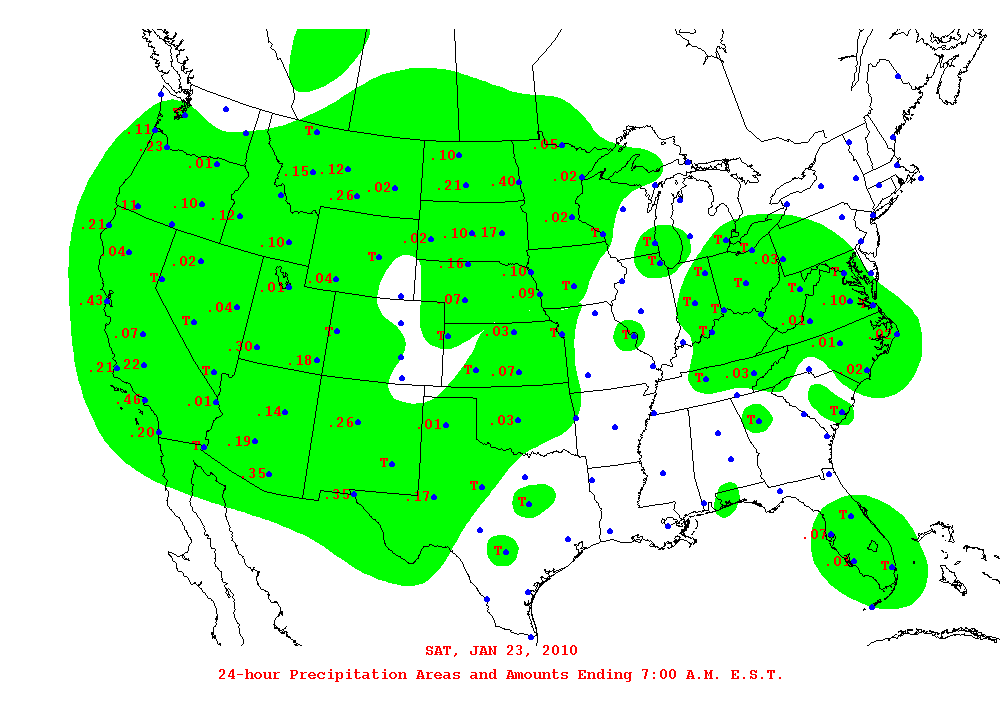 T
.11
T
.05
.23
.10
.01
.15 .12
.02
.21 .40
.26 .02
.10
.11
.12
.02
.21
.10 .17
T
.02
T
T
.10
T
.04
T
.02
.03
.16
T
T
.10
T
T
.04
T
T
.01
.09
T
.43
.04
.07
T
.10
T
T
.01
.07
T
.03
T
T
T
.02
T
.01
.30
.22
.18
.21
T
T
.07
.03
.02
T
.46
.01
.14
T
.03
T
.26
.01
.20
.19
T
T
.35
T
.35
.17
T
T
.07
T
.01
T
SAT, JAN 23, 2010
24-hour Precipitation Areas and Amounts Ending 7:00 A.M. E.S.T.